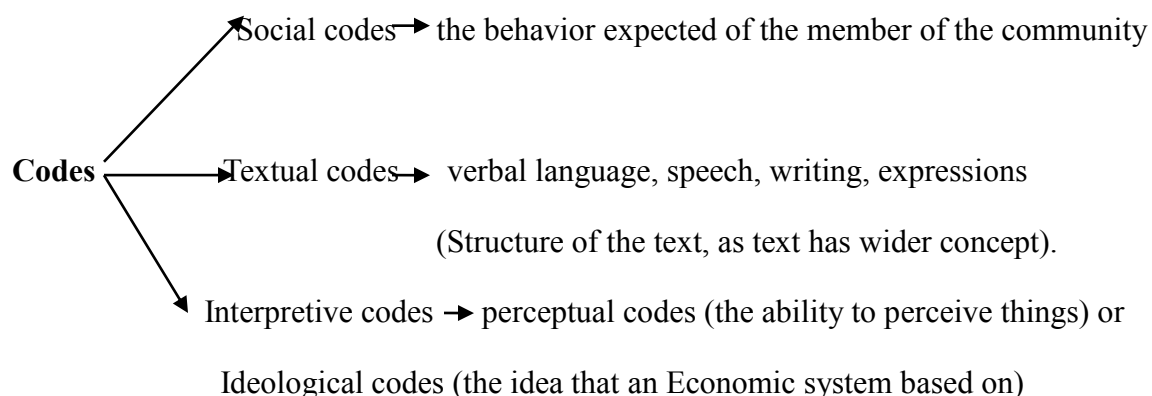 Social codes → the behavior expected of the member of the community
Codes Textual codes → verbal language, speech, writing, expressions
(Structure of the text, as text has wider concept).
Interpretive codes → perceptual codes (the ability to perceive things) or
Ideological codes (the idea that an Economic system based on)